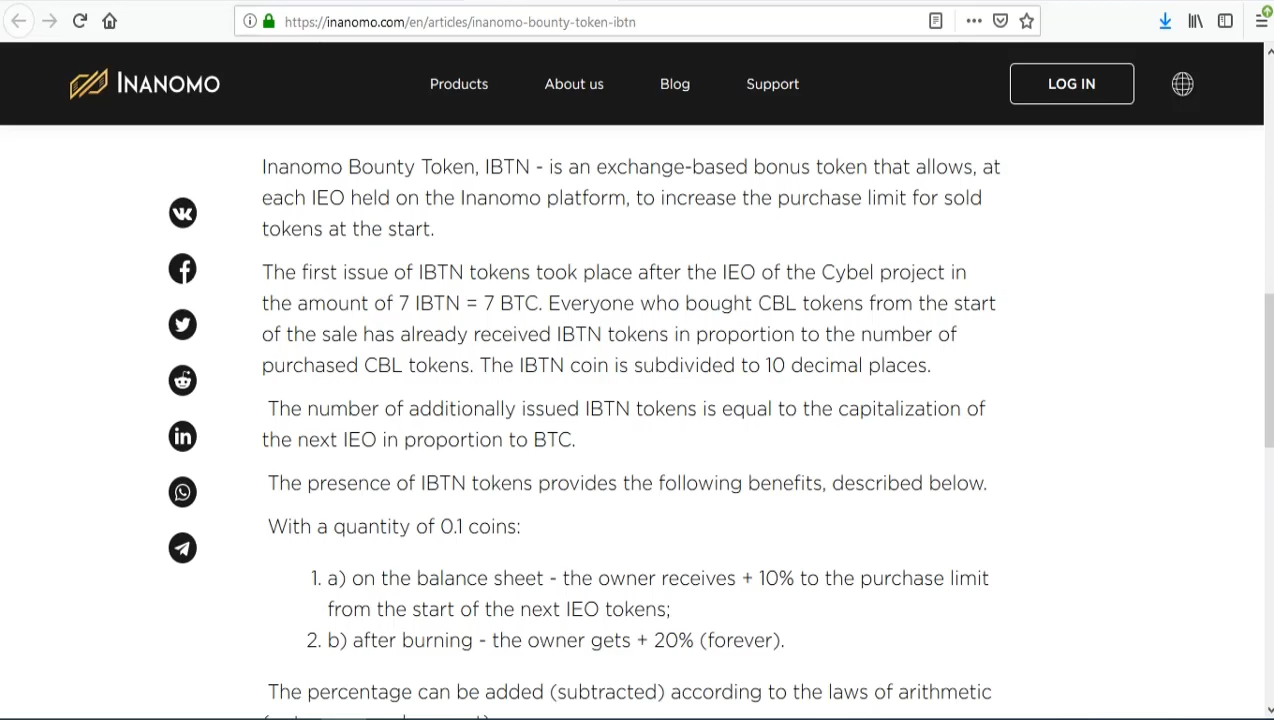 https://inanomo.com/en/articles/inanomo-bounty-token-ibtn
INANOMO
Products
About us
Blog
Support
LOG IN
Inanomo Bounty Token, IBTN - is an exchange-based bonus token that allows, at
each IEO held on the Inanomo platform, to increase the purchase limit for sold
tokens at the start.
The first issue of IBTN tokens took place after the IEO of the Cybel project in
the amount of 7 IBTN = 7 BTC. Everyone who bought CBL tokens from the start
of the sale has already received IBTN tokens in proportion to the number of
purchased CBL tokens. The IBTN coin is subdivided to 10 decimal places.
The number of additionally issued IBTN tokens is equal to the capitalization of
the next IEO in proportion to BTC.
The presence of IBTN tokens provides the following benefits, described below.
With a quantity of 0.1 coins:
1. a) on the balance sheet - the owner receives + 10% to the purchase limit
from the start of the next IEO tokens;
2. b) after burning - the owner gets + 20% (forever).
The percentage can be added (subtracted) according to the laws of arithmetic